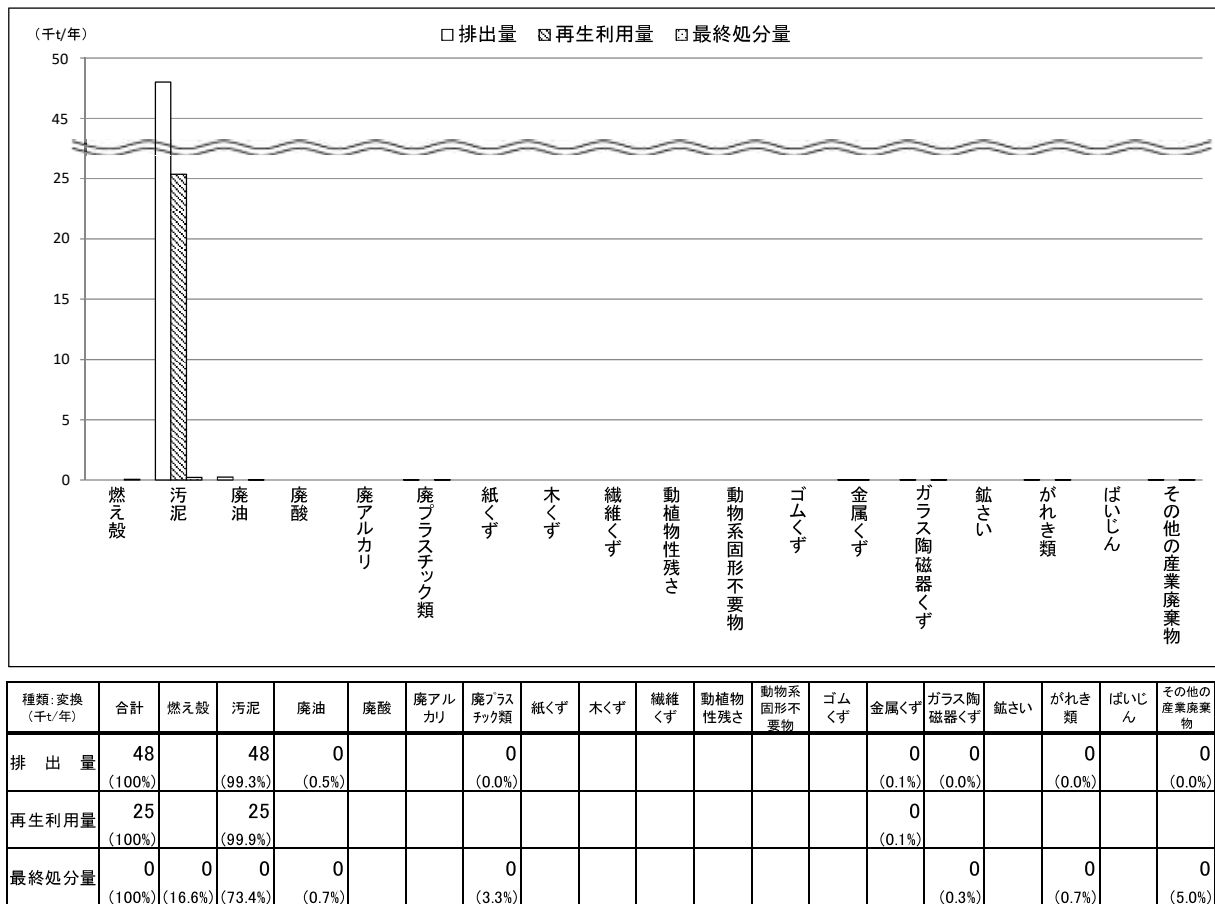 （千t/年）
□排出量 ▧再生利用量 ▨最終処分量
50
45
25
20
15
10
5
0
燃え殻
汚泥
廃油
廃酸
廃アルカリ
廃プラスチック類
紙くず
木くず
繊維くず
動植物性残さ
動物系固形不要物
ゴムくず
金属くず
ガラス陶磁器くず
鉱さい
がれき類
ばいじん
その他の産業廃棄物
種類：変換（千t/年） 合計 燃え殻 汚泥 廃油 廃酸 廃アルカリ 廃プラスチック類 紙くず 木くず 繊維くず 動植物性残さ 動物系固形不要物 ゴムくず 金属くず ガラス陶磁器くず 鉱さい がれき類 ばいじん その他の産業廃棄物
排出量 48 48 0 0 0 0 0 0
(100%) (99.3%) (0.5%) (0.0%) (0.1%) (0.0%) (0.0%) (0.0%)
再生利用量 25 25 0
(100%) (99.9%) (0.1%)
最終処分量 0 0 0 0 0 0 0 0
(100%) (16.6%) (73.4%) (0.7%) (3.3%) (0.3%) (0.7%) (5.0%)